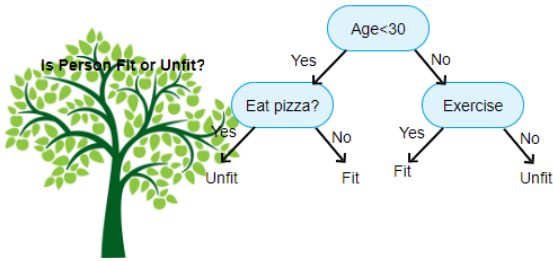 Age<30
Is Person Fit or Unfit?
Yes
No
Eat pizza?
Exercise
Yes
No
Yes
No
Unfit
Fit
Fit
Unfit